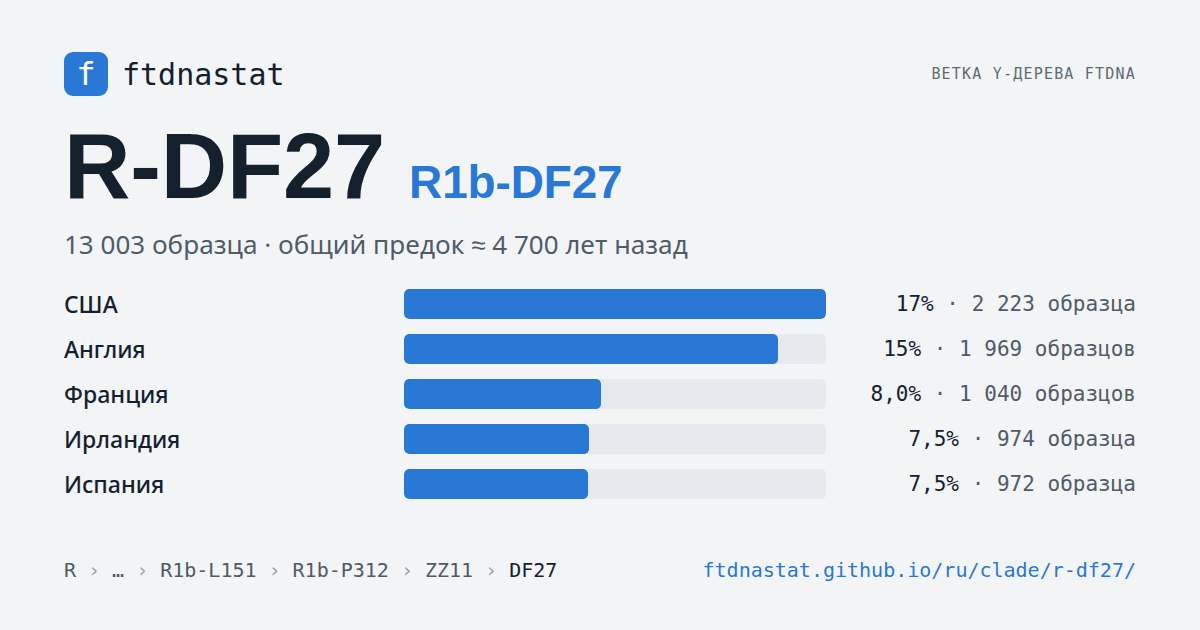 f ftdnastat
ВЕТКА Y-ДЕРЕВА FTDNA
R-DF27 R1b-DF27
13 003 образца · общий предок ≈ 4 700 лет назад
США 17% · 2 223 образца
Англия 15% · 1 969 образцов
Франция 8,0% · 1 040 образцов
Ирландия 7,5% · 974 образца
Испания 7,5% · 972 образца
R › … › R1b-L151 › R1b-P312 › ZZ11 › DF27
ftdnastat.github.io/ru/clade/r-df27/